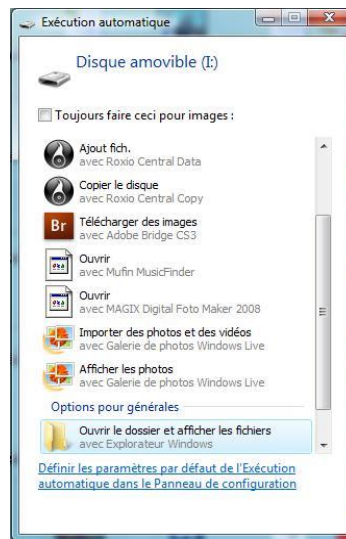 Exécution automatique
Disque amovible (I:)
Toujours faire ceci pour images :
Ajout fich.
avec Roxio Central Data
Copier le disque
avec Roxio Central Copy
Br
Télécharger des images
avec Adobe Bridge CS3
Ouvrir
avec Mufin MusicFinder
Ouvrir
avec MAGIX Digital Foto Maker 2008
Importer des photos et des vidéos
avec Galerie de photos Windows Live
Afficher les photos
avec Galerie de photos Windows Live
Options pour générales
Ouvrir le dossier et afficher les fichiers
avec Explorateur Windows
Définir les paramètres par défaut de l'Exécution
automatique dans le Panneau de configuration